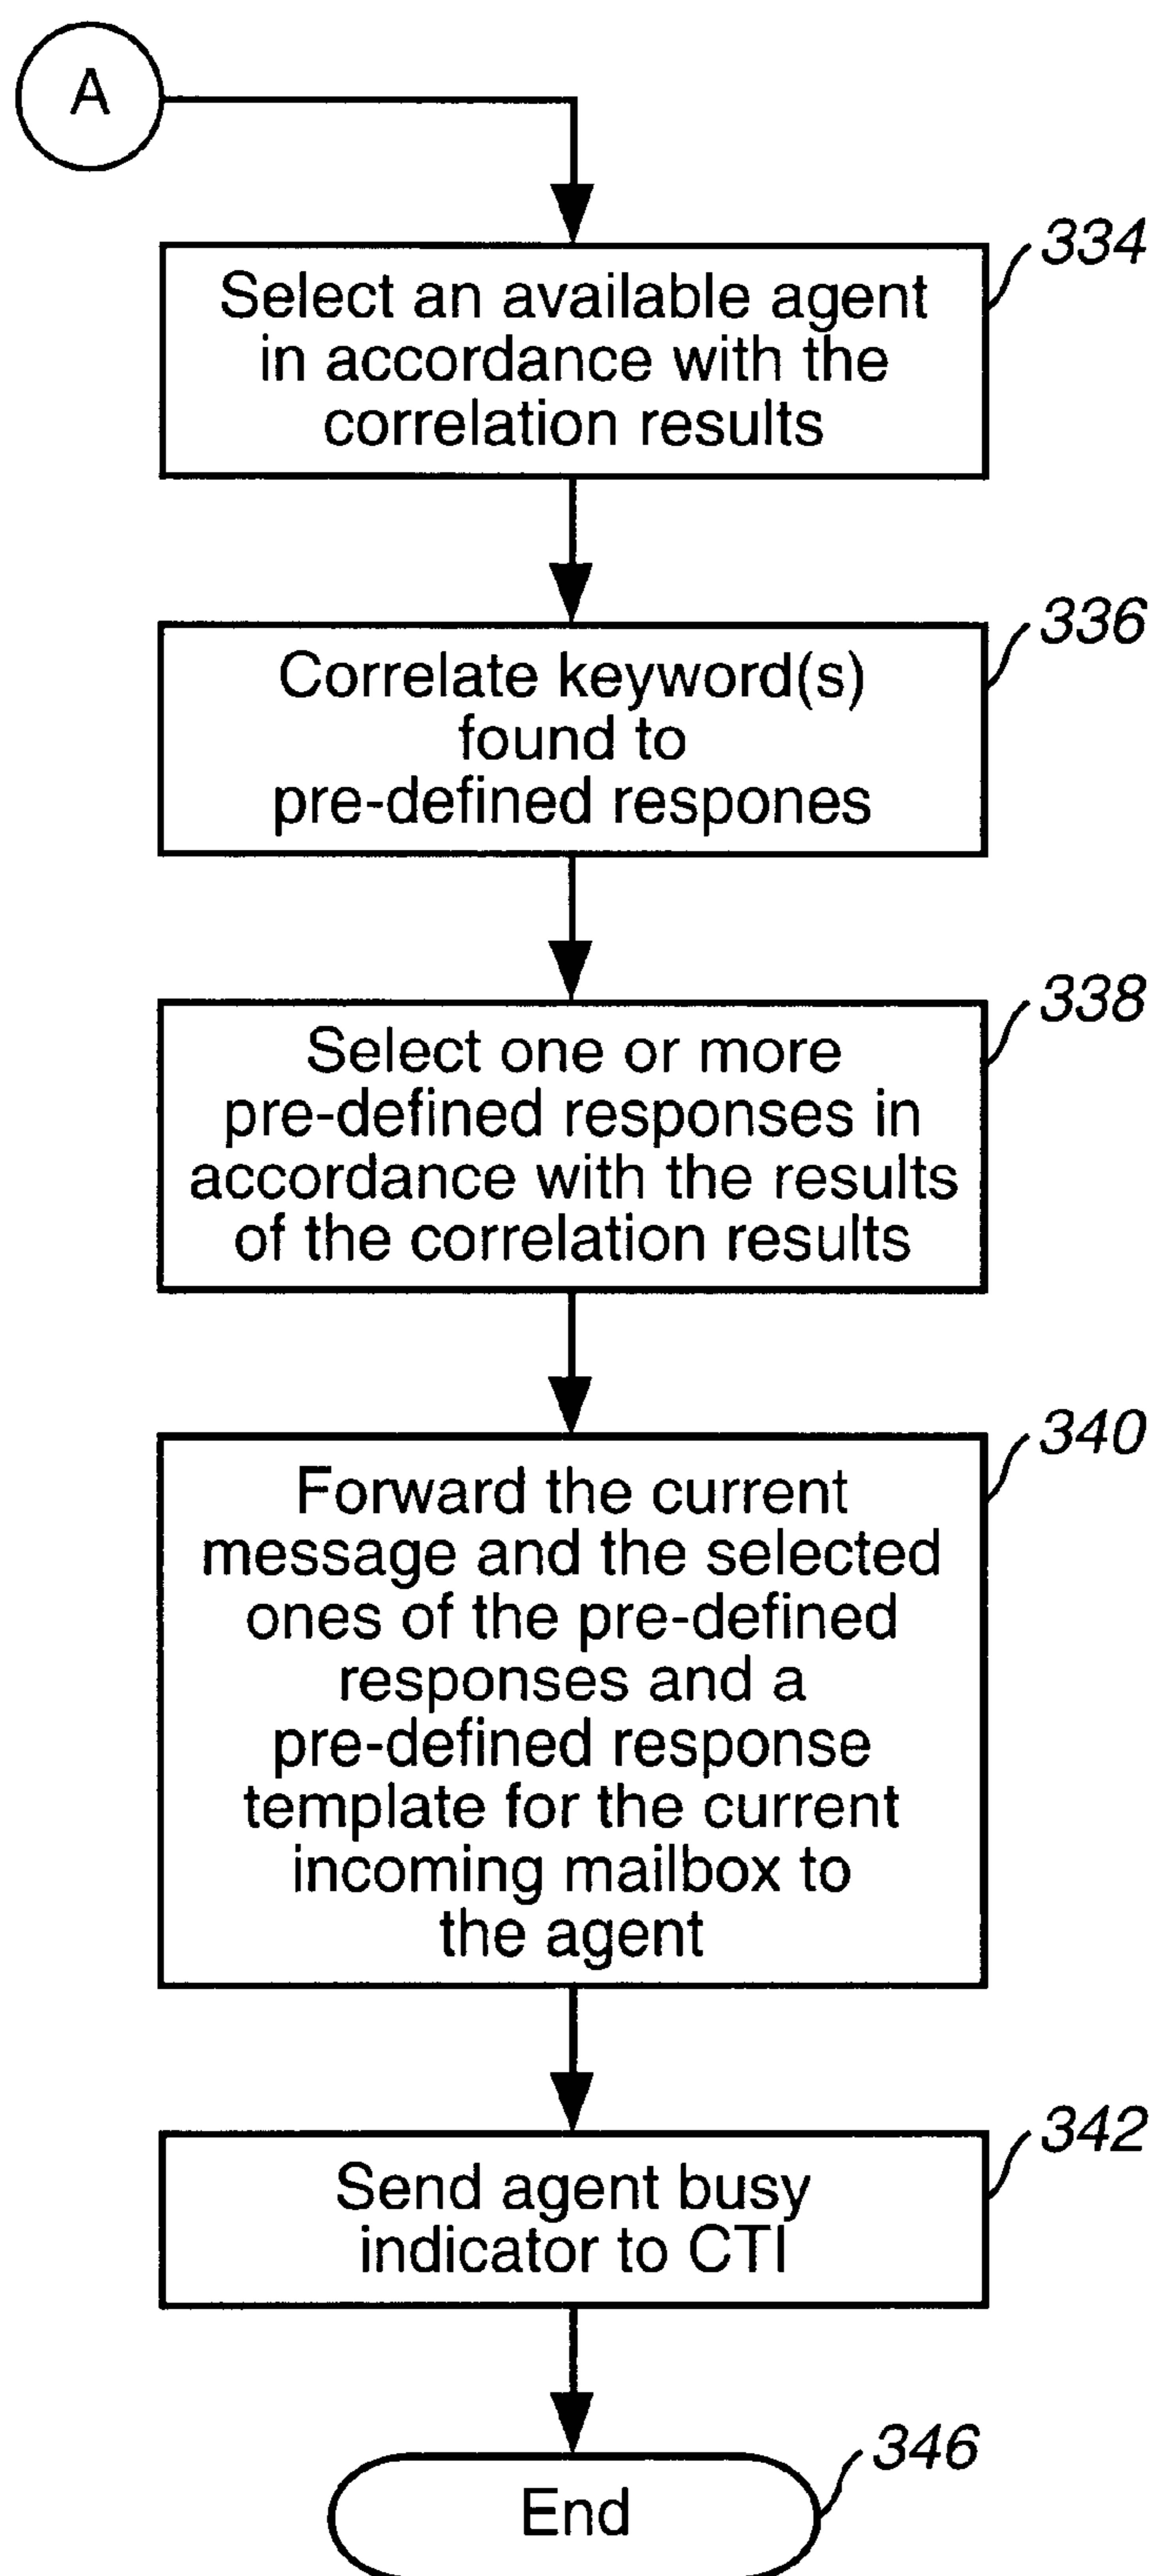 A
334
Select an available agent
in accordance with the
correlation results
336
Correlate keyword(s)
found to
pre-defined respones
338
Select one or more
pre-defined responses in
accordance with the results
of the correlation results
340
Forward the current
message and the selected
ones of the pre-defined
responses and a
pre-defined response
template for the current
incoming mailbox to
the agent
342
Send agent busy
indicator to CTI
346
End